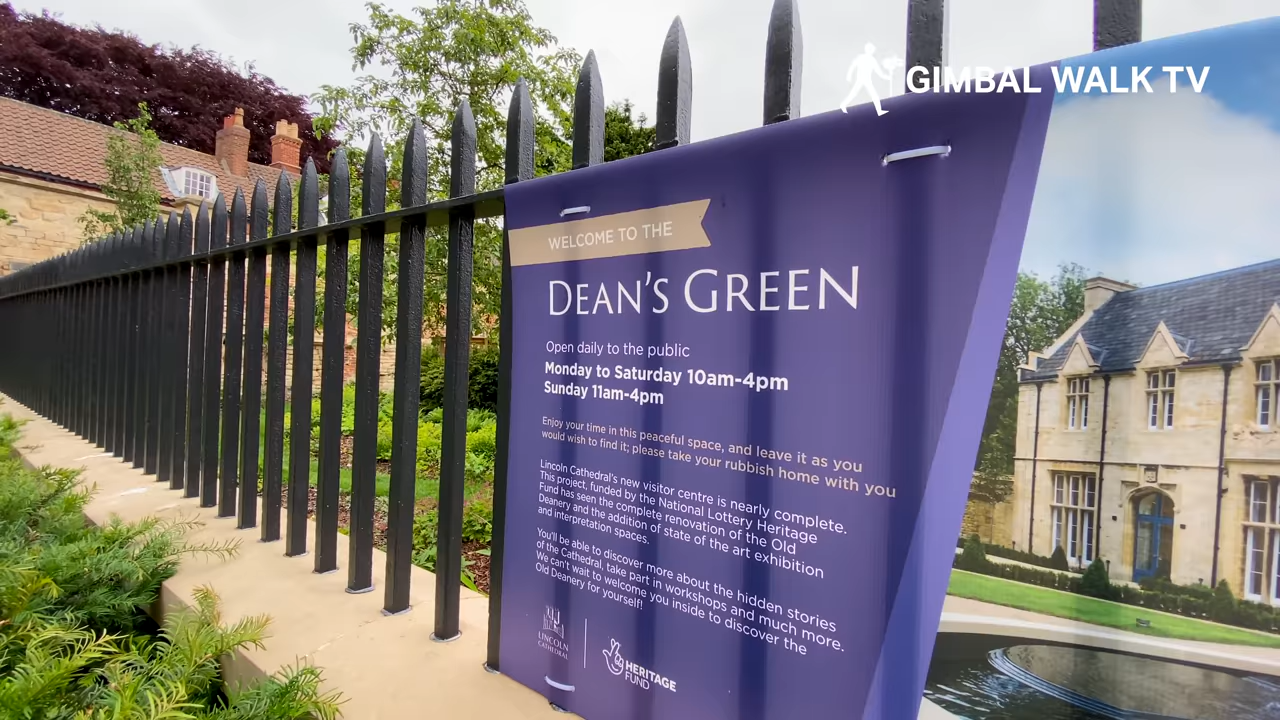 GIMBAL WALK TV
WELCOME TO THE
DEAN'S GREEN
Open daily to the public
Monday to Saturday 10am-4pm
Sunday 11am-4pm
Enjoy your time in this peaceful space, and leave it as you
would wish to find it; please take your rubbish home with you
Lincoln Cathedral's new visitor centre is nearly complete.
This project, funded by the National Lottery Heritage
Fund has seen the complete renovation of the Old
Deanery and the addition of state of the art exhibition
and interpretation spaces.
You'll be able to discover more about the hidden stories
of the Cathedral, take part in workshops and much more.
We can't wait to welcome you inside to discover the
Old Deanery for yourself!
LINCOLN
CATHEDRAL
HERITAGE
FUND